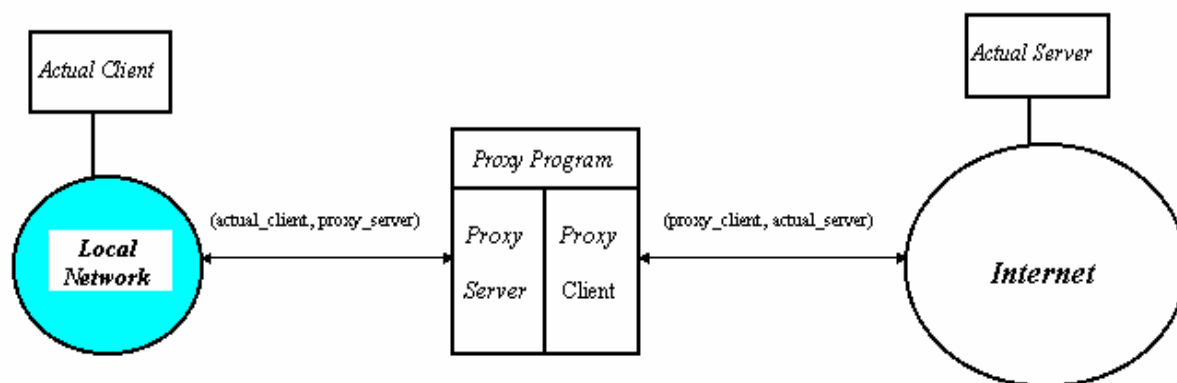 Actual Client
Actual Server
Proxy Program
(actual_client, proxy_server)
(proxy_client, actual_server)
Local
Network
Proxy
Server
Proxy
Client
Internet